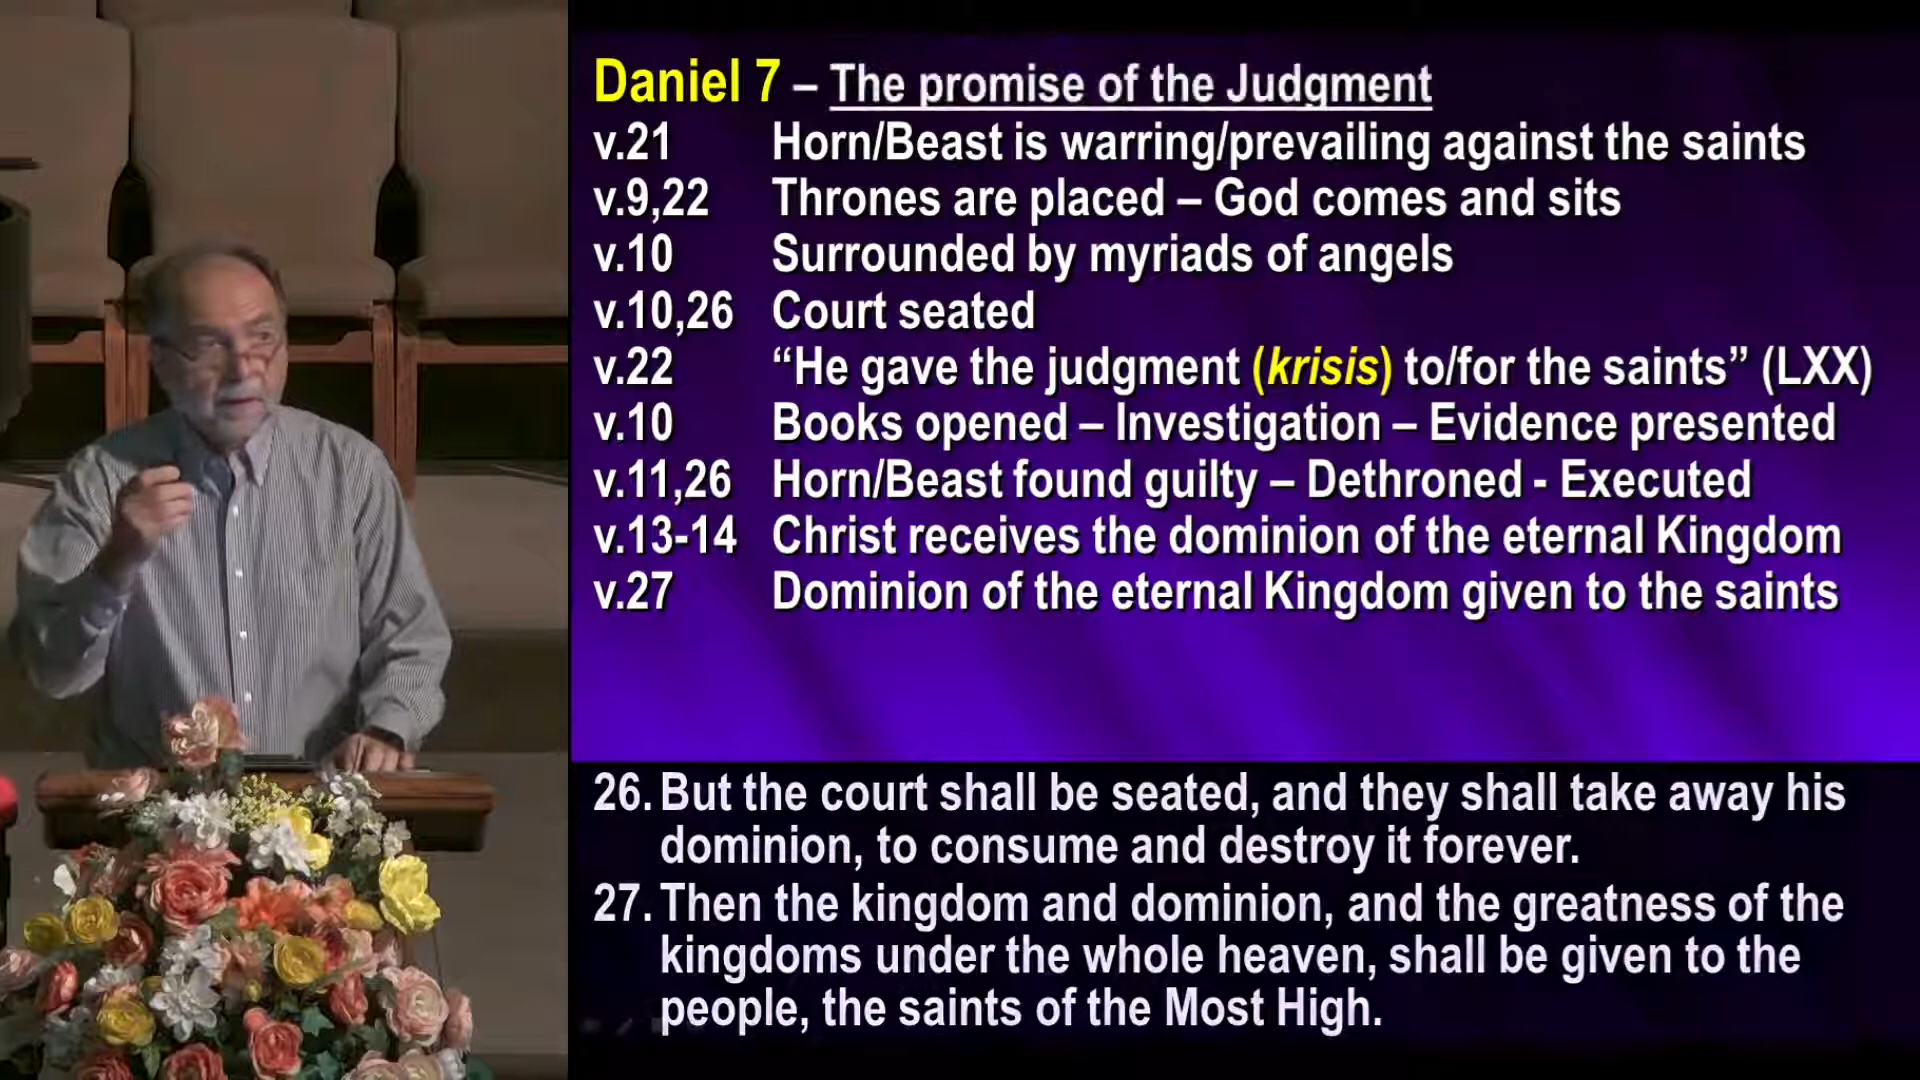 Daniel 7 – The promise of the Judgment
v.21 Horn/Beast is warring/prevailing against the saints
v.9,22 Thrones are placed – God comes and sits
v.10 Surrounded by myriads of angels
v.10,26 Court seated
v.22 “He gave the judgment (krisis) to/for the saints” (LXX)
v.10 Books opened – Investigation – Evidence presented
v.11,26 Horn/Beast found guilty – Dethroned - Executed
v.13-14 Christ receives the dominion of the eternal Kingdom
v.27 Dominion of the eternal Kingdom given to the saints
26. But the court shall be seated, and they shall take away his
dominion, to consume and destroy it forever.
27. Then the kingdom and dominion, and the greatness of the
kingdoms under the whole heaven, shall be given to the
people, the saints of the Most High.